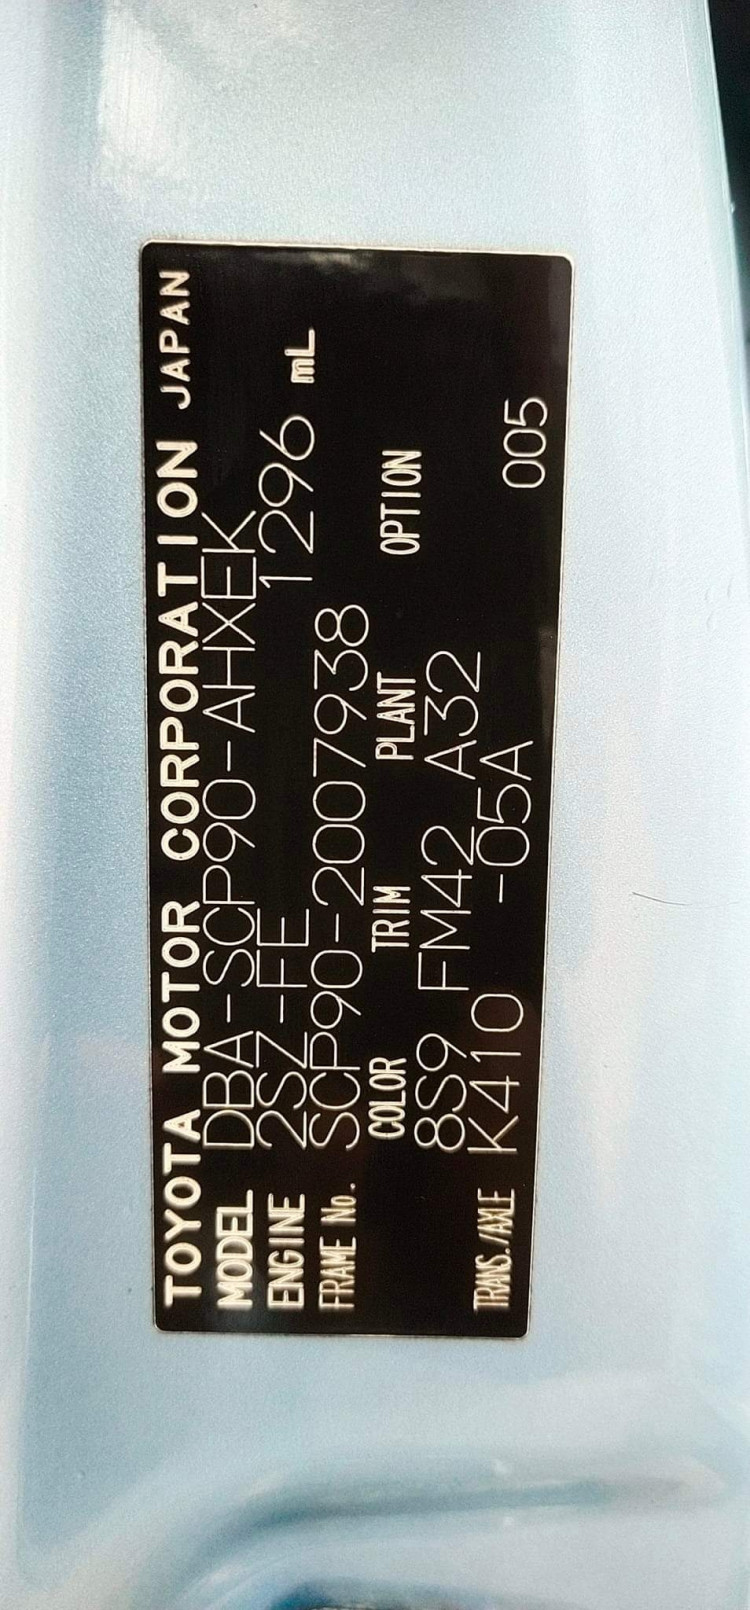 TOYOTA MOTOR CORPORATION JAPAN
MODEL DBA-SCP90-AHXEK
ENGINE 2SZ-FE 1296 mL
FRAME No. SCP90-2007938
COLOR TRIM PLANT OPTION
8S9 FM42 A32
TRANS./AXLE K410 -05A 005